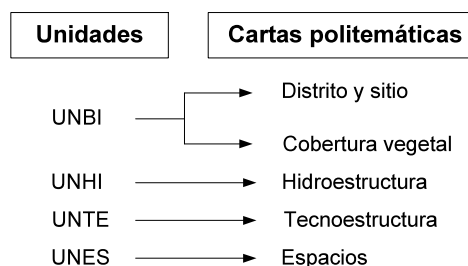 Unidades Cartas politemáticas
Distrito y sitio
UNBI
Cobertura vegetal
UNHI Hidroestructura
UNTE Tecnoestructura
UNES Espacios